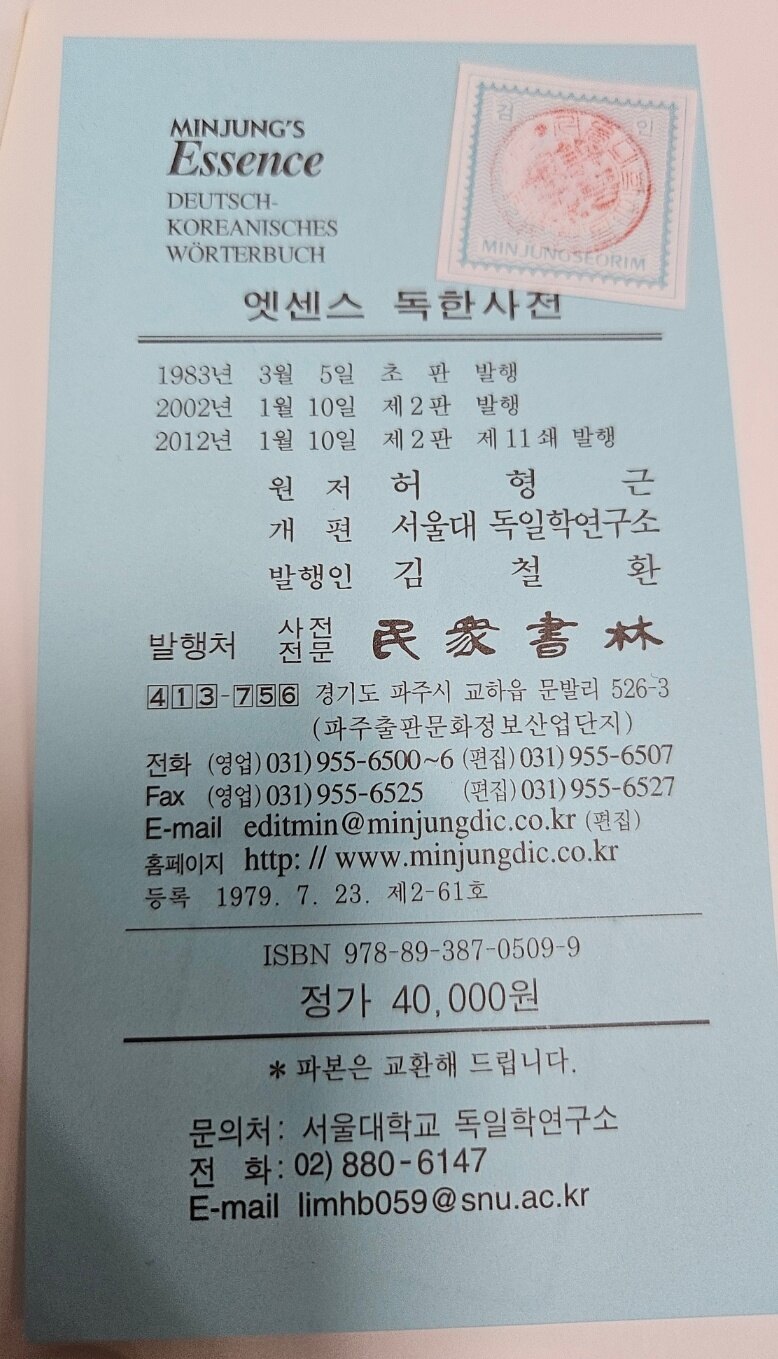 MINJUNG'S
Essence
DEUTSCH-
KOREANISCHES
WÖRTERBUCH
검 인
MINJUNGSEORIM
엣센스 독한사전
1983년 3월 5일 초 판 발행
2002년 1월 10일 제2판 발행
2012년 1월 10일 제2판 제11쇄 발행
원 저 허 형 근
개 편 서울대 독일학연구소
발행인 김 철 환
발행처 사전 전문 民衆書林
413-756 경기도 파주시 교하읍 문발리 526-3
(파주출판문화정보산업단지)
전화 (영업)031)955-6500~6 (편집)031)955-6507
Fax (영업)031)955-6525 (편집)031)955-6527
E-mail editmin@minjungdic.co.kr (편집)
홈페이지 http: // www.minjungdic.co.kr
등록 1979. 7. 23. 제2-61호
ISBN 978-89-387-0509-9
정가 40,000원
* 파본은 교환해 드립니다.
문의처: 서울대학교 독일학연구소
전 화: 02) 880-6147
E-mail limhb059@snu.ac.kr